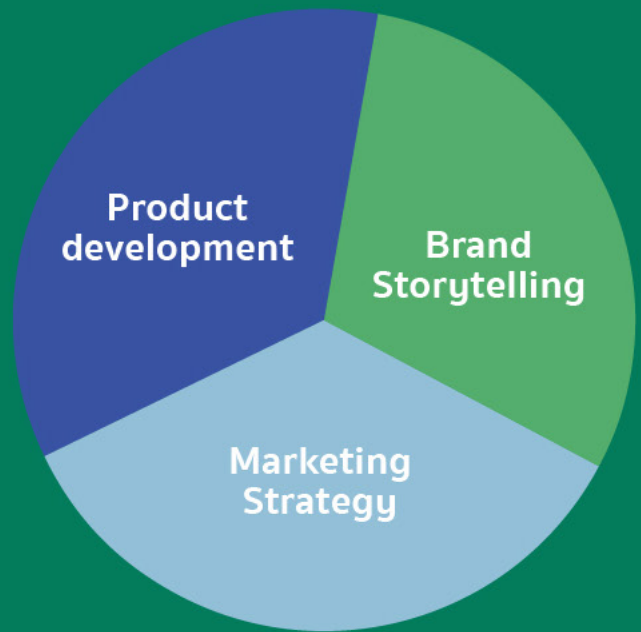 Product
development
Brand
Storytelling
Marketing
Strategy